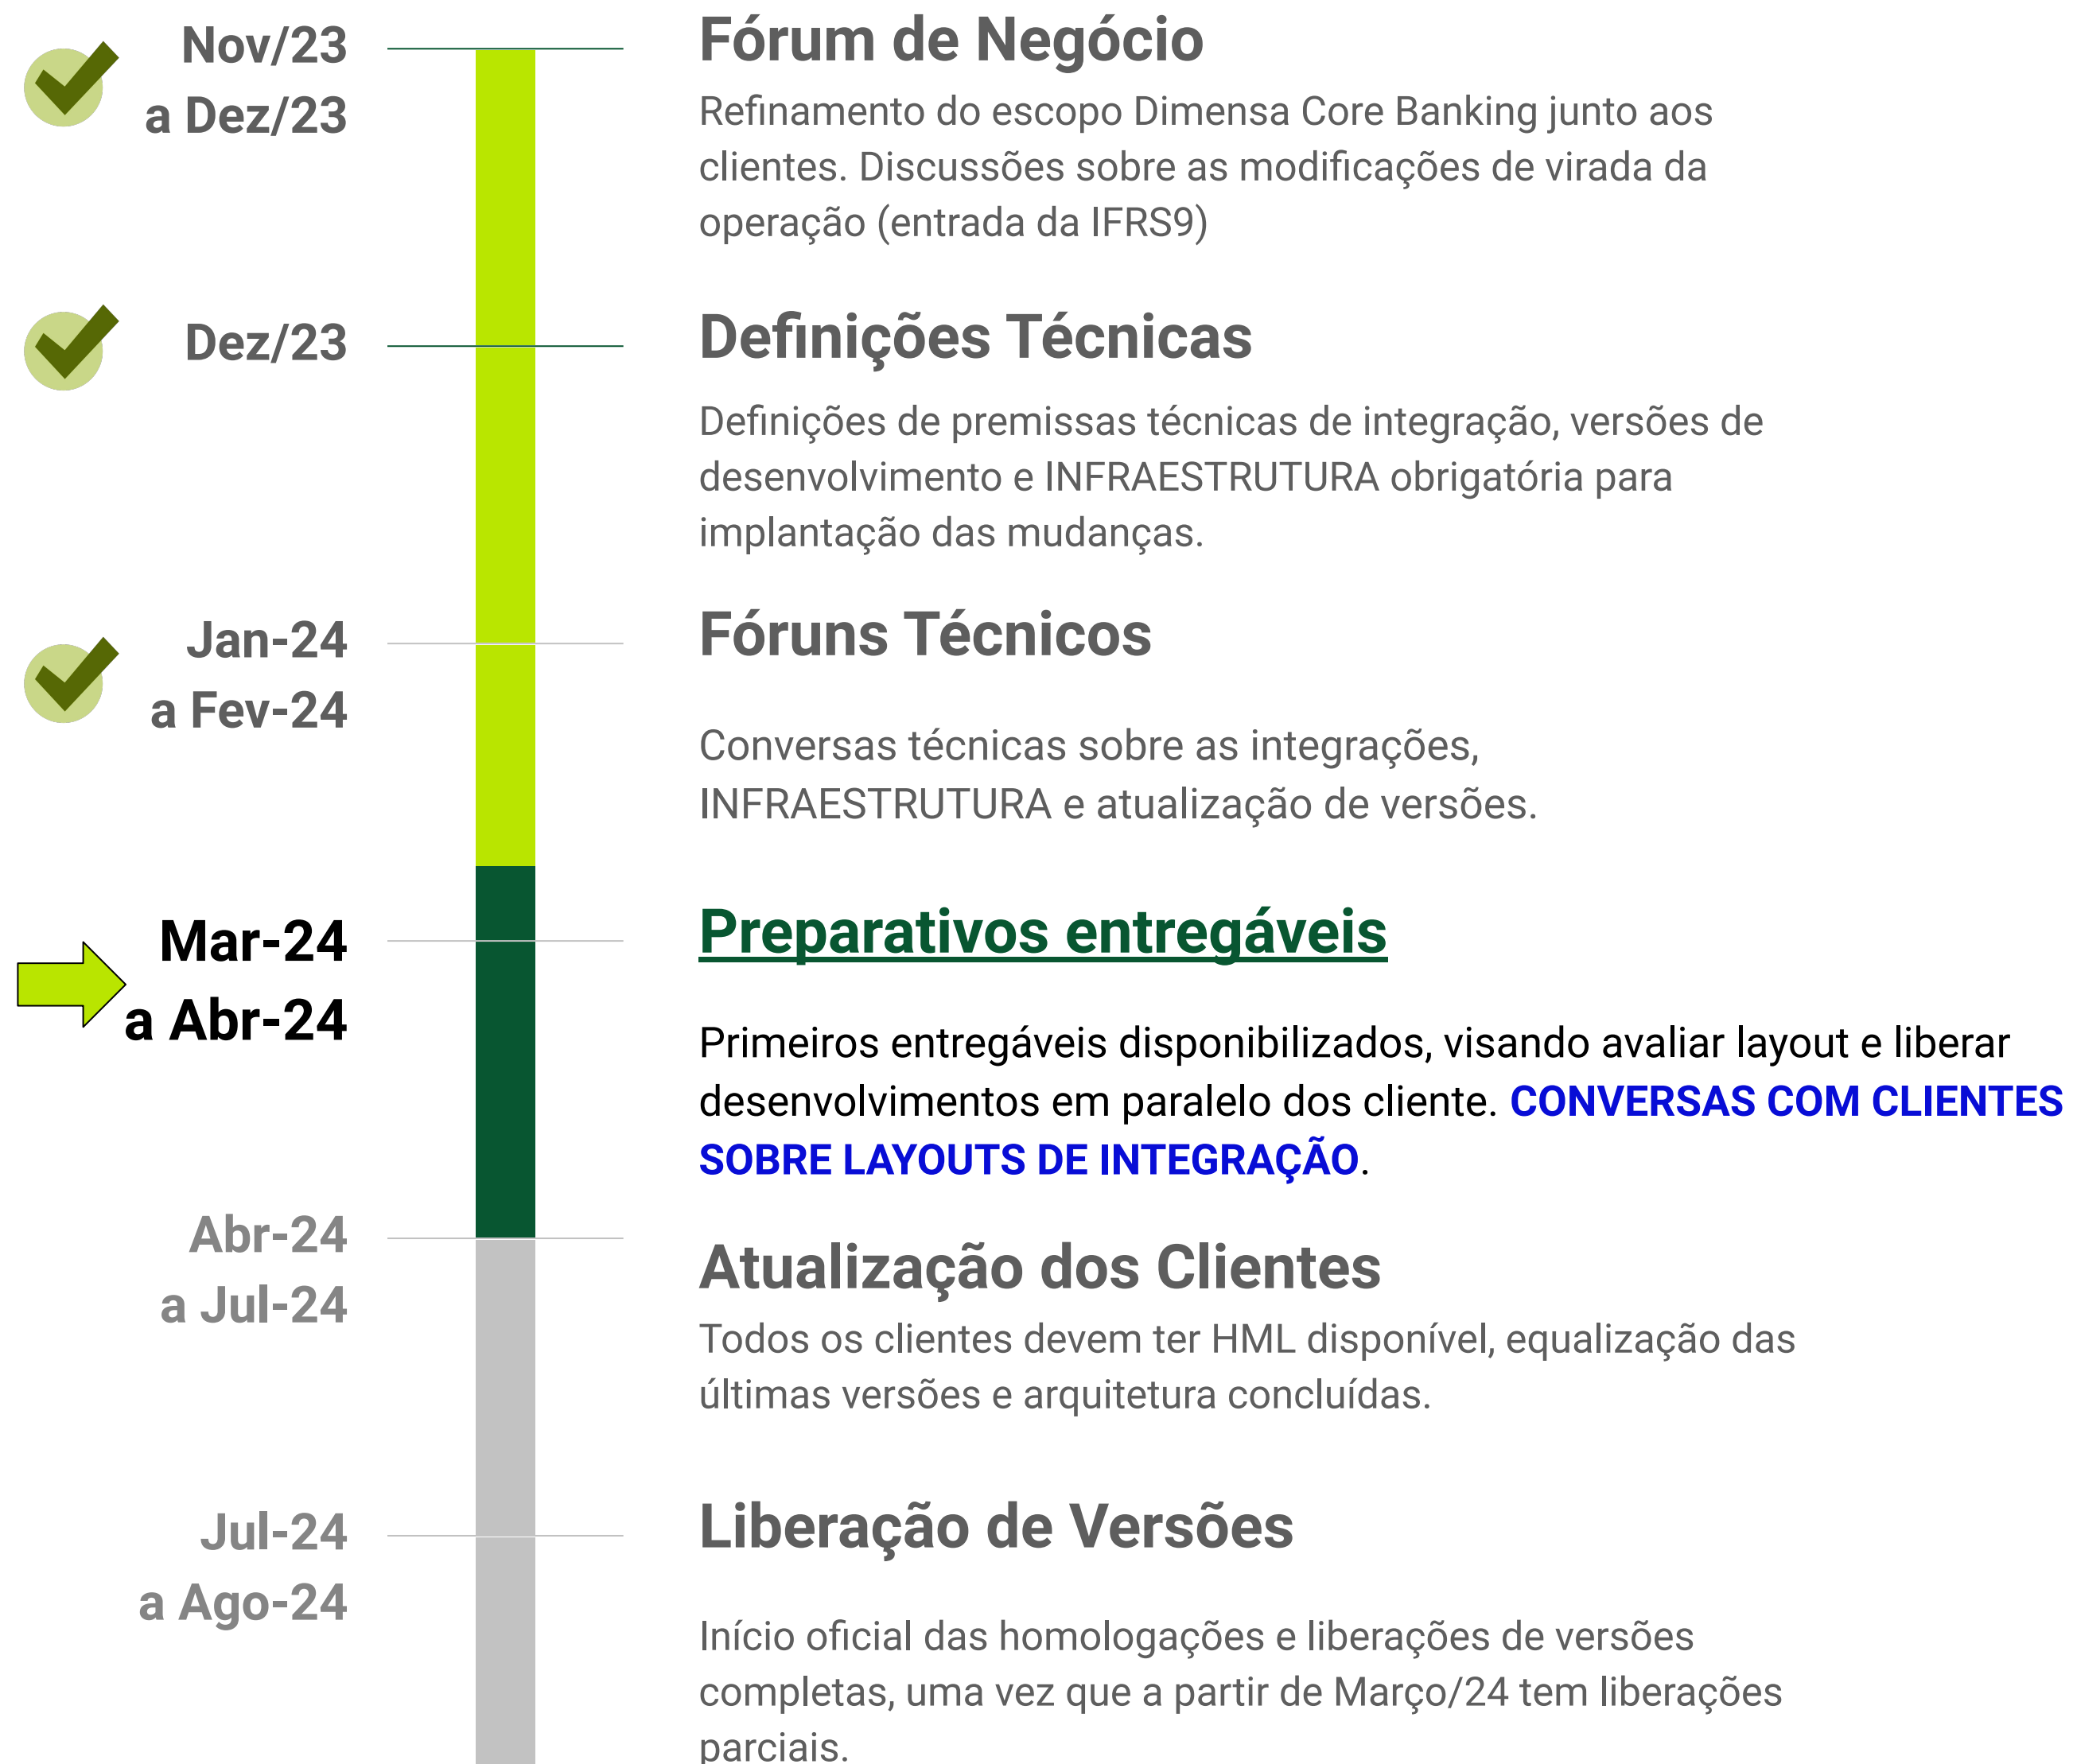 Nov/23
a Dez/23
Fórum de Negócio
Refinamento do escopo Dimensa Core Banking junto aos
clientes. Discussões sobre as modificações de virada da
operação (entrada da IFRS9)
Dez/23
Definições Técnicas
Definições de premissas técnicas de integração, versões de
desenvolvimento e INFRAESTRUTURA obrigatória para
implantação das mudanças.
Jan-24
a Fev-24
Fóruns Técnicos
Conversas técnicas sobre as integrações,
INFRAESTRUTURA e atualização de versões.
Mar-24
a Abr-24
Preparativos entregáveis
Primeiros entregáveis disponibilizados, visando avaliar layout e liberar
desenvolvimentos em paralelo dos cliente. CONVERSAS COM CLIENTES
SOBRE LAYOUTS DE INTEGRAÇÃO.
Abr-24
a Jul-24
Atualização dos Clientes
Todos os clientes devem ter HML disponível, equalização das
últimas versões e arquitetura concluídas.
Jul-24
a Ago-24
Liberação de Versões
Início oficial das homologações e liberações de versões
completas, uma vez que a partir de Março/24 tem liberações
parciais.